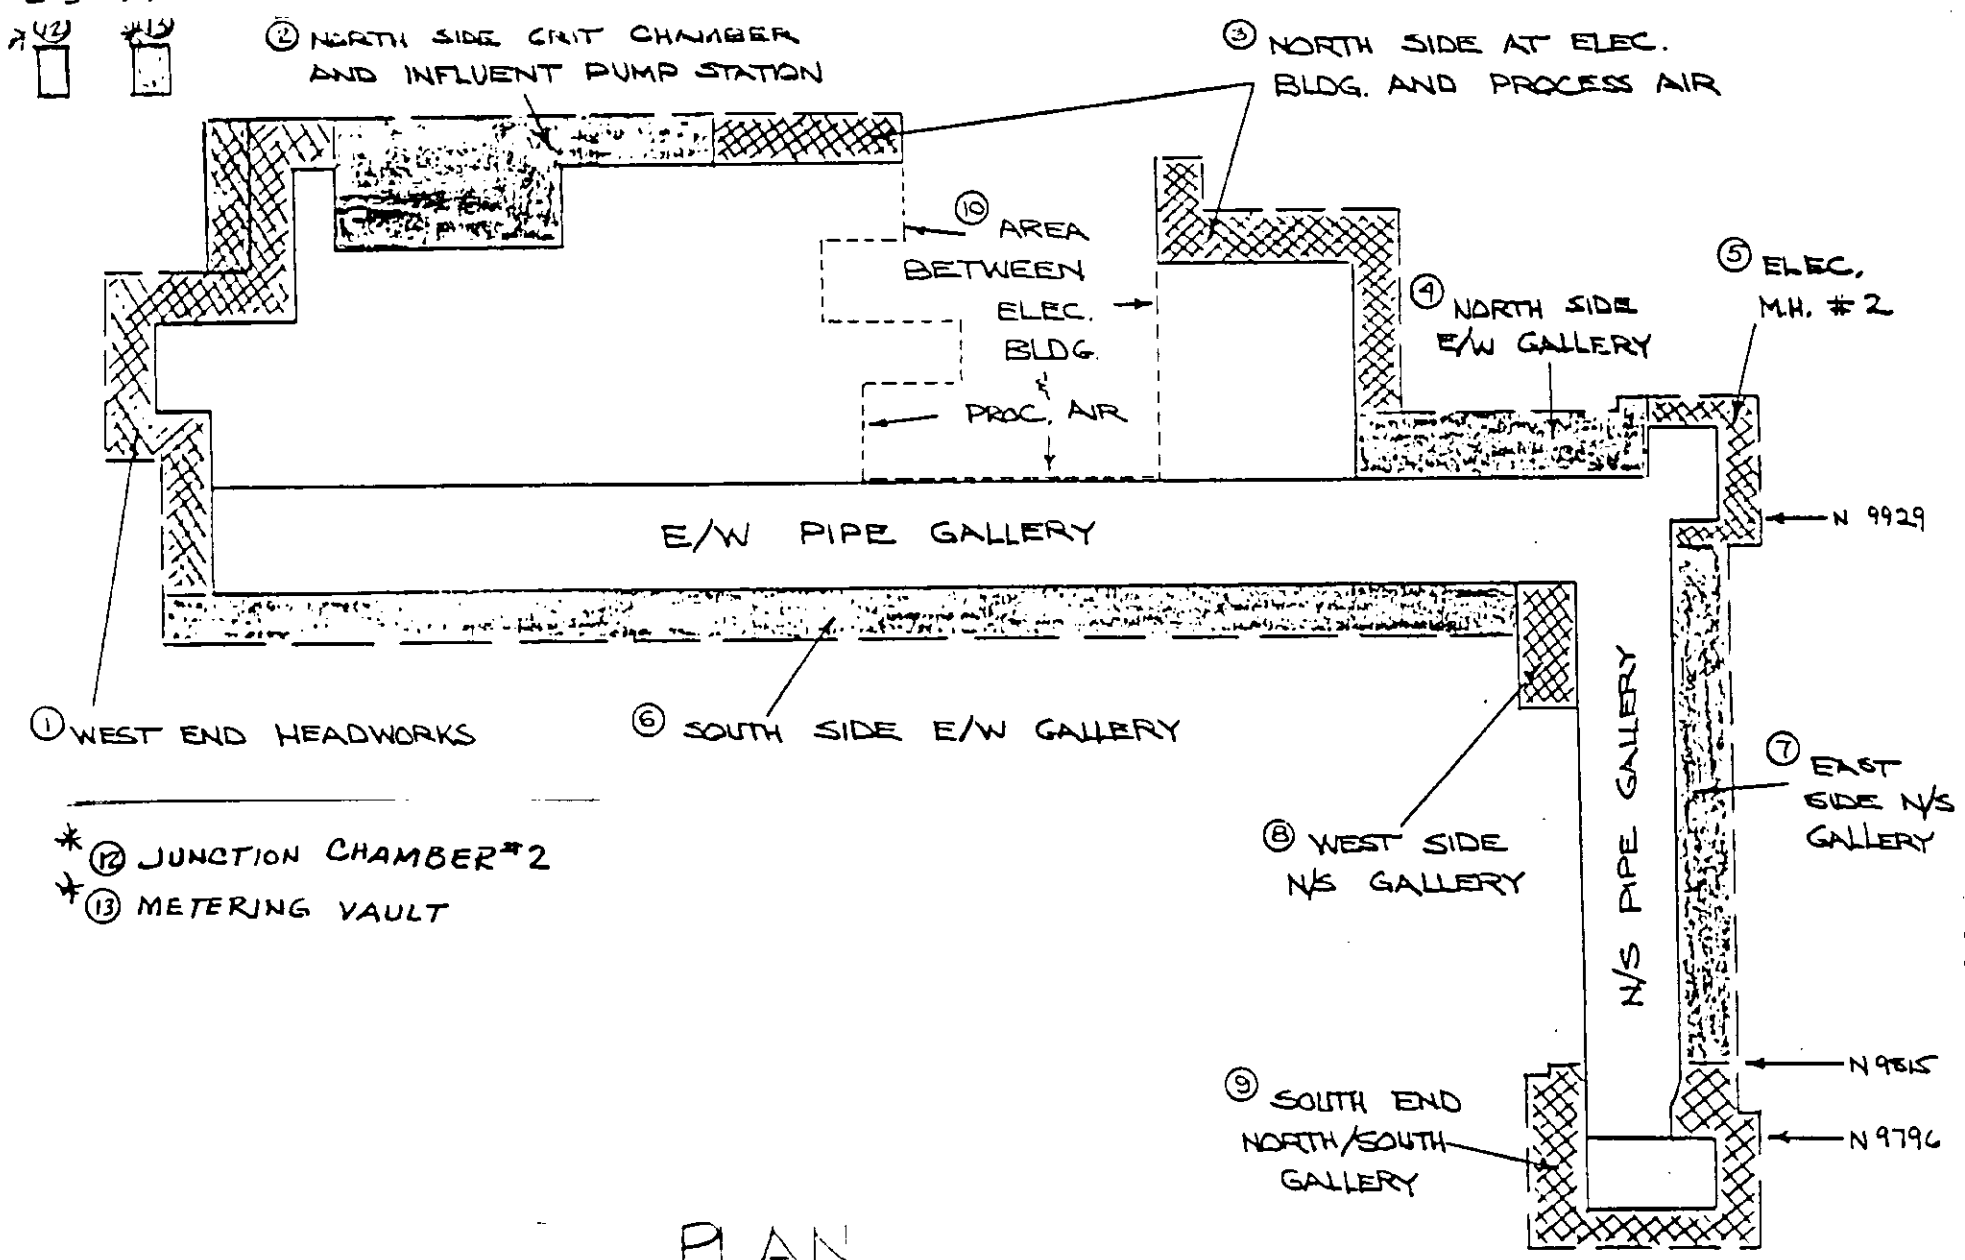 *⑫ *⑬
② NORTH SIDE GRIT CHAMBER
AND INFLUENT PUMP STATION
③ NORTH SIDE AT ELEC.
BLDG. AND PROCESS AIR
⑩ AREA
BETWEEN
ELEC.
BLDG.
&
PROC. AIR
④ NORTH SIDE
E/W GALLERY
⑤ ELEC.
M.H. #2
N 9929
E/W PIPE GALLERY
① WEST END HEADWORKS
⑥ SOUTH SIDE E/W GALLERY
N/S PIPE GALLERY
⑦ EAST
SIDE N/S
GALLERY
⑧ WEST SIDE
N/S GALLERY
* ⑫ JUNCTION CHAMBER #2
* ⑬ METERING VAULT
N 9815
⑨ SOUTH END
NORTH/SOUTH
GALLERY
N 9796
PLAN